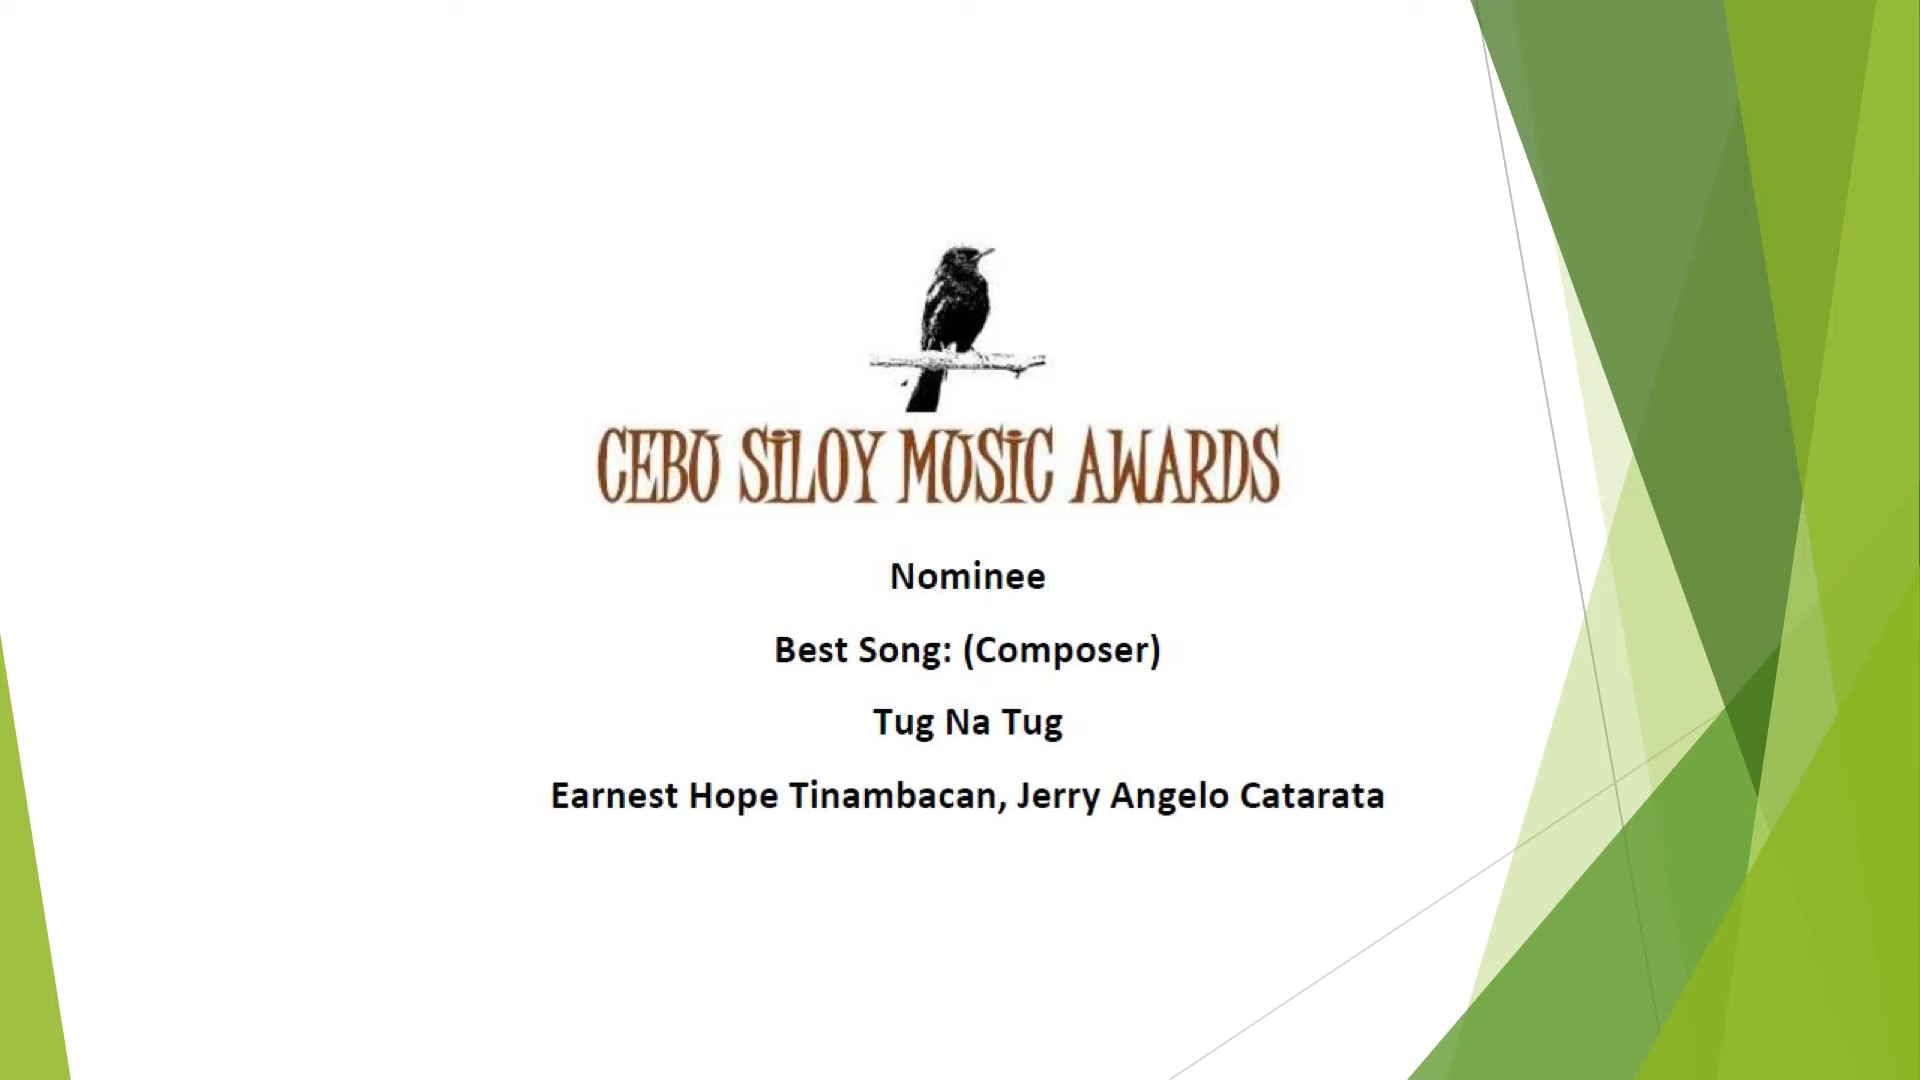 CEBU SILOY MUSIC AWARDS
Nominee
Best Song: (Composer)
Tug Na Tug
Earnest Hope Tinambacan, Jerry Angelo Catarata